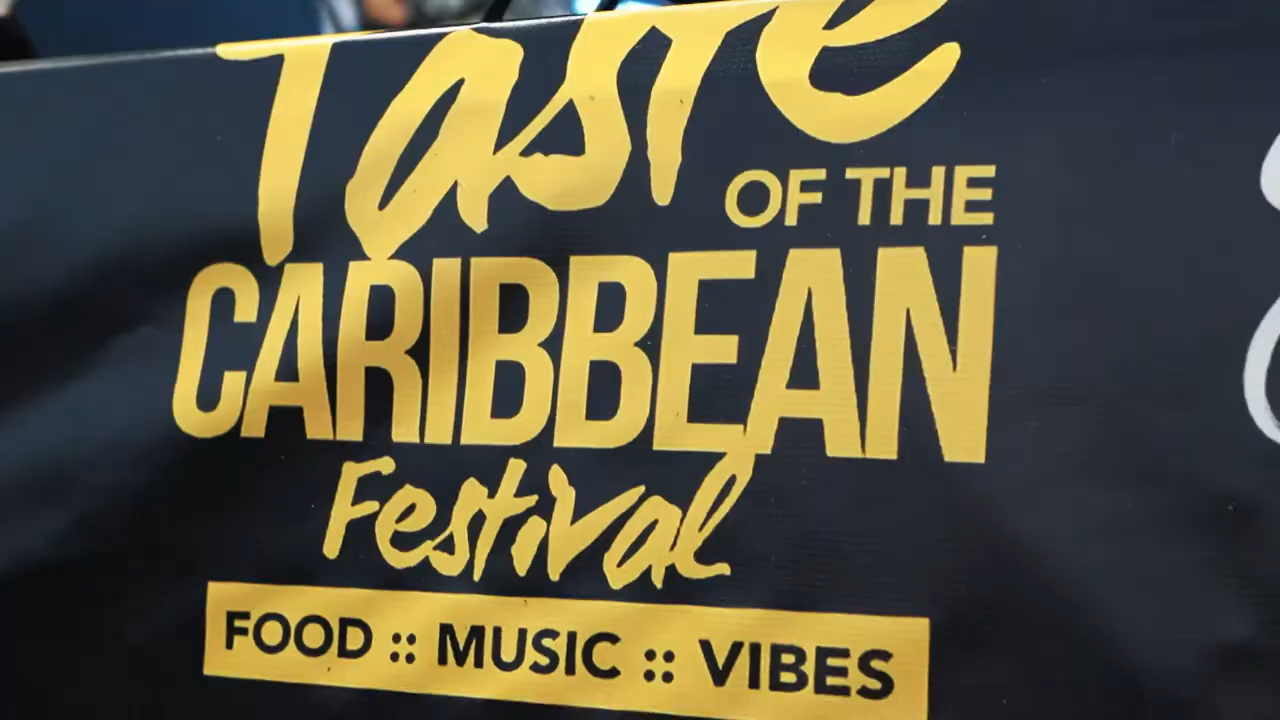 Taste
OF THE
CARIBBEAN
Festival
FOOD :: MUSIC :: VIBES